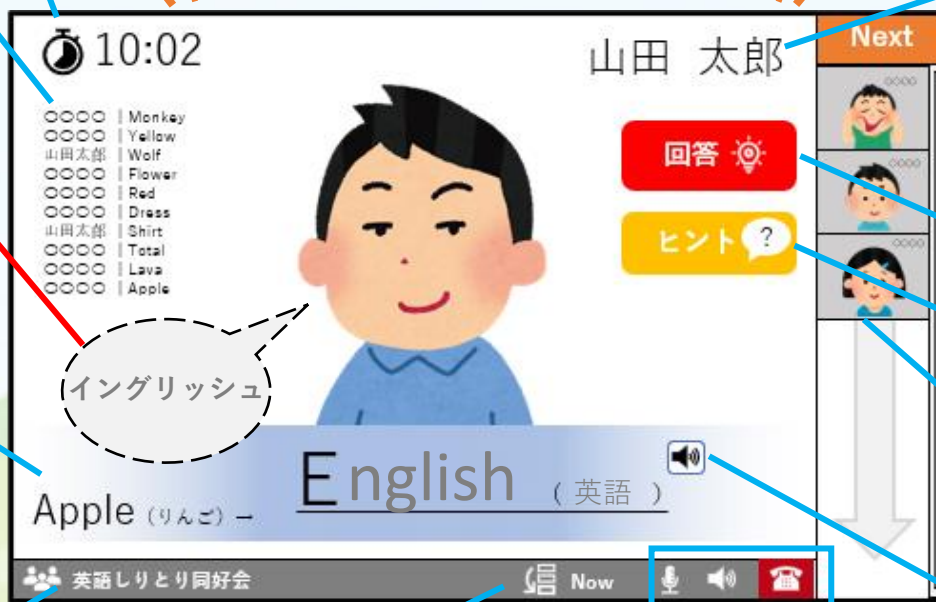 10:02
山田 太郎
Next
○○○○ | Monkey
○○○○ | Yellow
山田太郎 | Wolf
○○○○ | Flower
○○○○ | Red
○○○○ | Dress
山田太郎 | Shirt
○○○○ | Total
○○○○ | Lava
○○○○ | Apple
回答
ヒント ?
○○○○
○○○○
○○○○
イングリッシュ
Apple (りんご) → English (英語)
英語しりとり同好会
Now